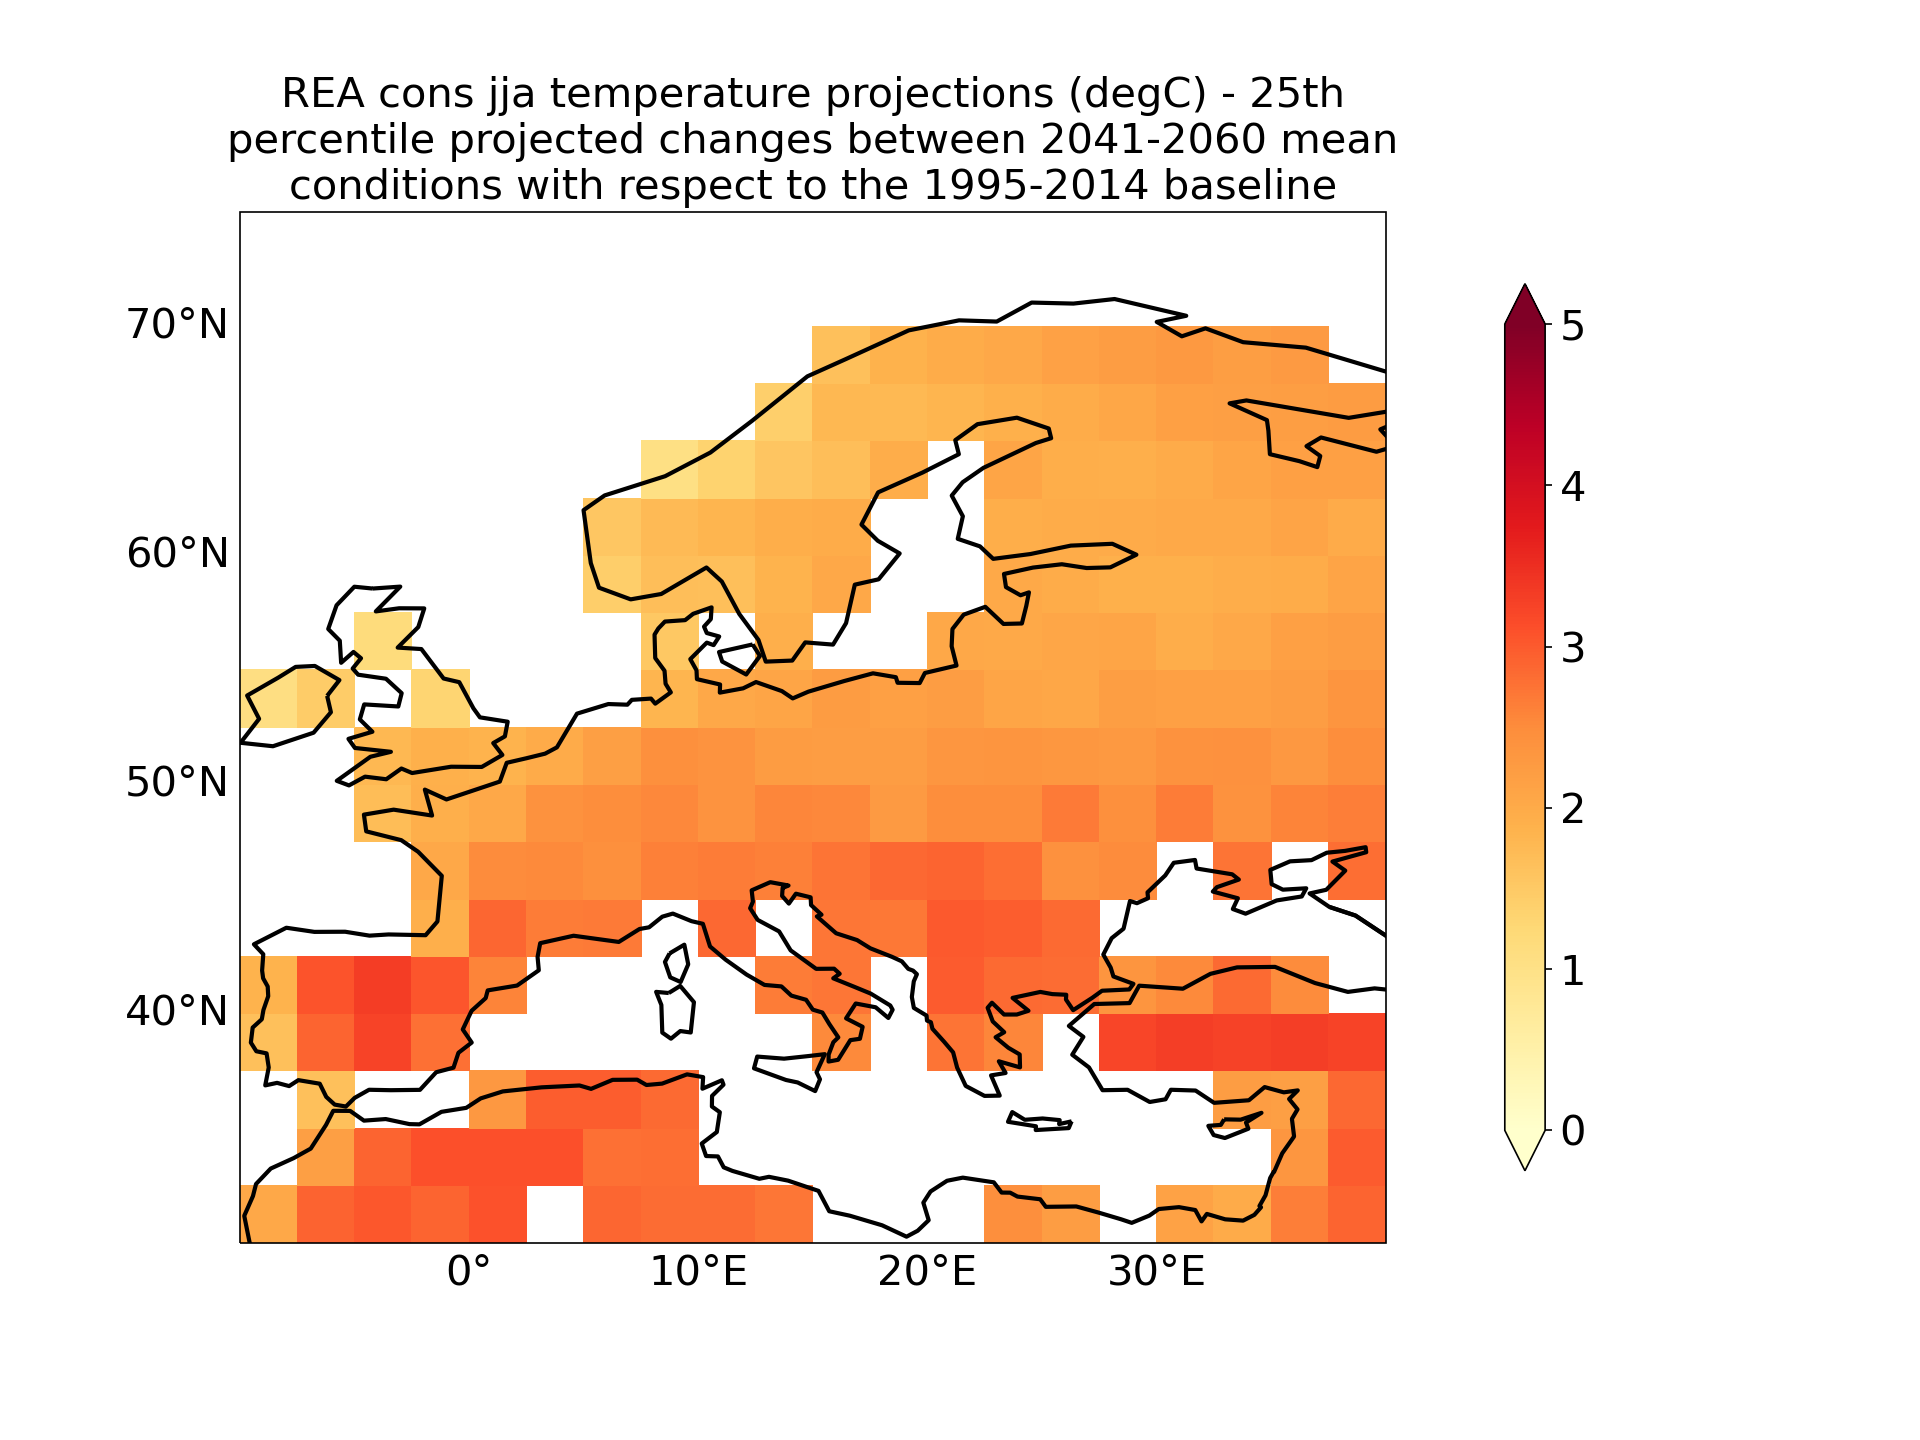 REA cons jja temperature projections (degC) - 25th
percentile projected changes between 2041-2060 mean
conditions with respect to the 1995-2014 baseline
70°N
60°N
50°N
40°N
0°
10°E
20°E
30°E
5
4
3
2
1
0